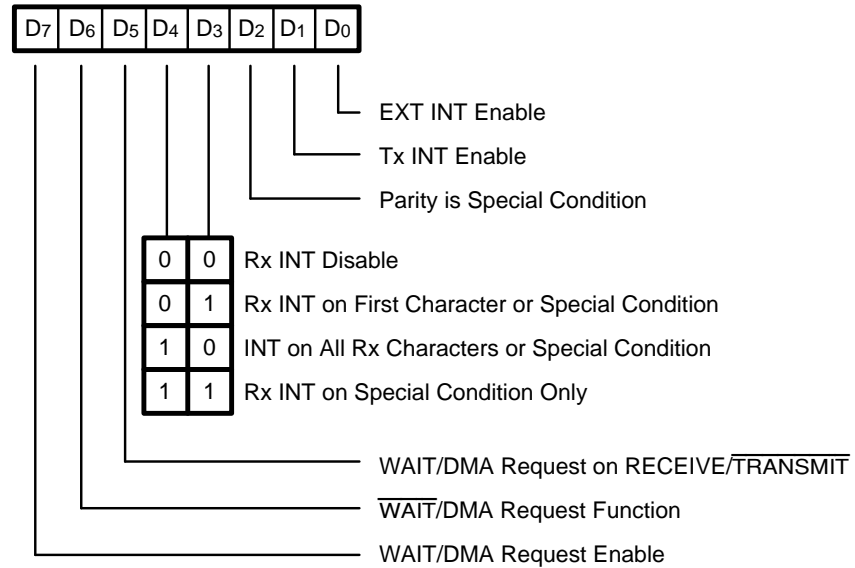 D7 D6 D5 D4 D3 D2 D1 D0
EXT INT Enable
Tx INT Enable
Parity is Special Condition
0 0 Rx INT Disable
0 1 Rx INT on First Character or Special Condition
1 0 INT on All Rx Characters or Special Condition
1 1 Rx INT on Special Condition Only
WAIT/DMA Request on RECEIVE/TRANSMIT
WAIT/DMA Request Function
WAIT/DMA Request Enable